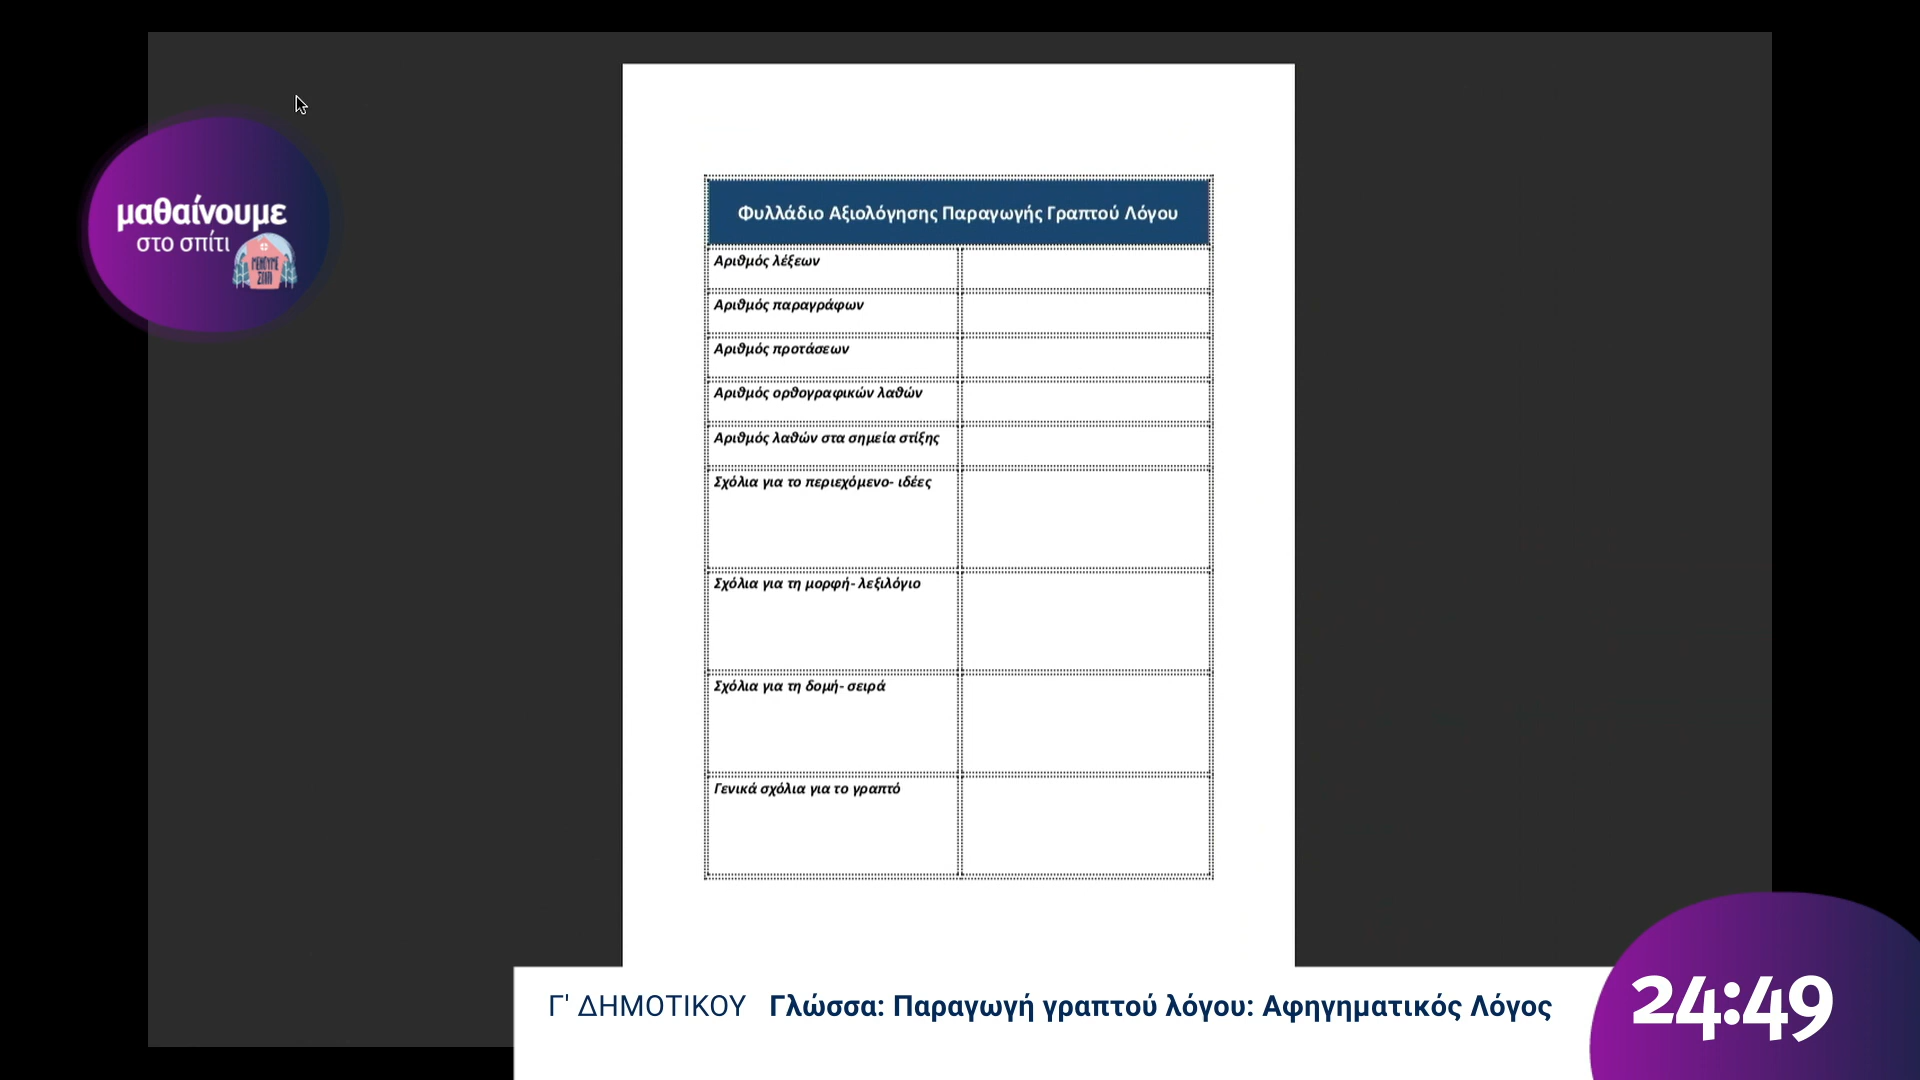 μαθαίνουμε
στο σπίτι
ΜΕΝΟΥΜΕ
ΣΠΙΤΙ
Φυλλάδιο Αξιολόγησης Παραγωγής Γραπτού Λόγου
Αριθμός λέξεων
Αριθμός παραγράφων
Αριθμός προτάσεων
Αριθμός ορθογραφικών λαθών
Αριθμός λαθών στα σημεία στίξης
Σχόλια για το περιεχόμενο- ιδέες
Σχόλια για τη μορφή- λεξιλόγιο
Σχόλια για τη δομή- σειρά
Γενικά σχόλια για το γραπτό
Γ' ΔΗΜΟΤΙΚΟΥ Γλώσσα: Παραγωγή γραπτού λόγου: Αφηγηματικός Λόγος
24:49